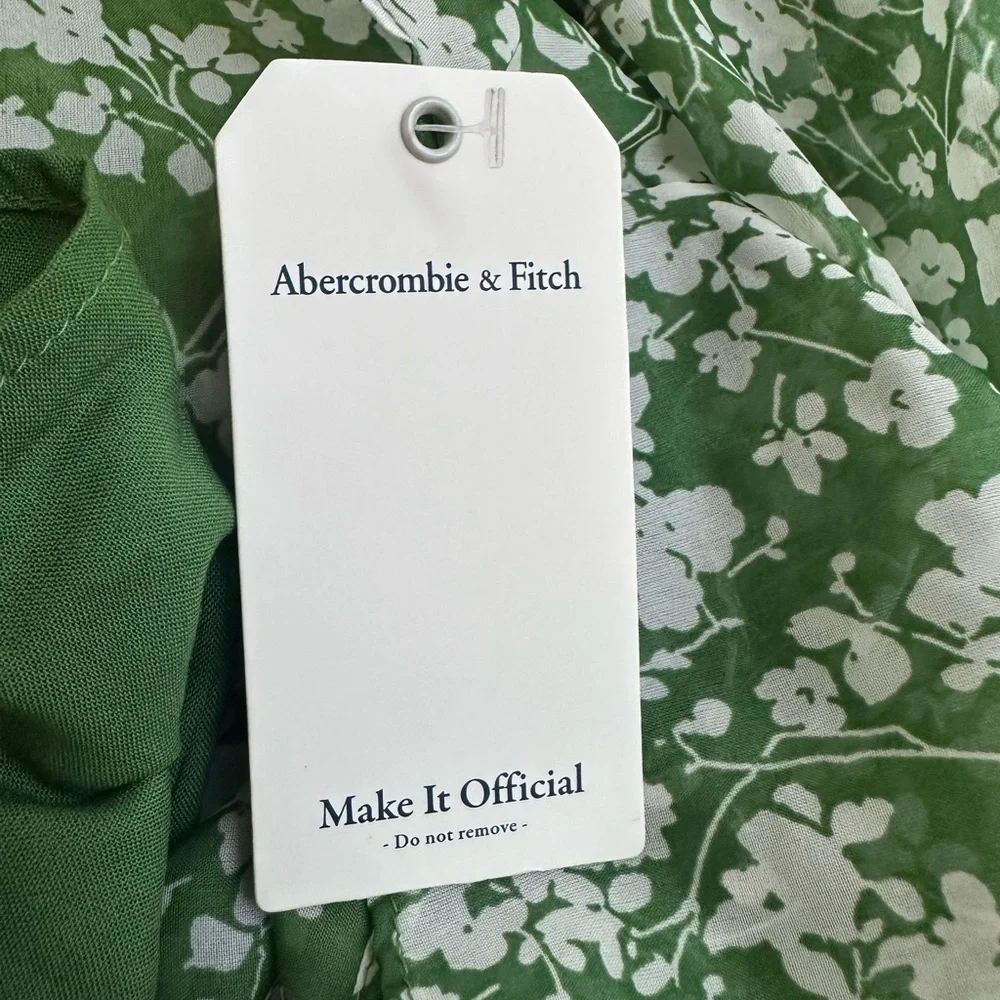 Abercrombie & Fitch
Make It Official
- Do not remove -